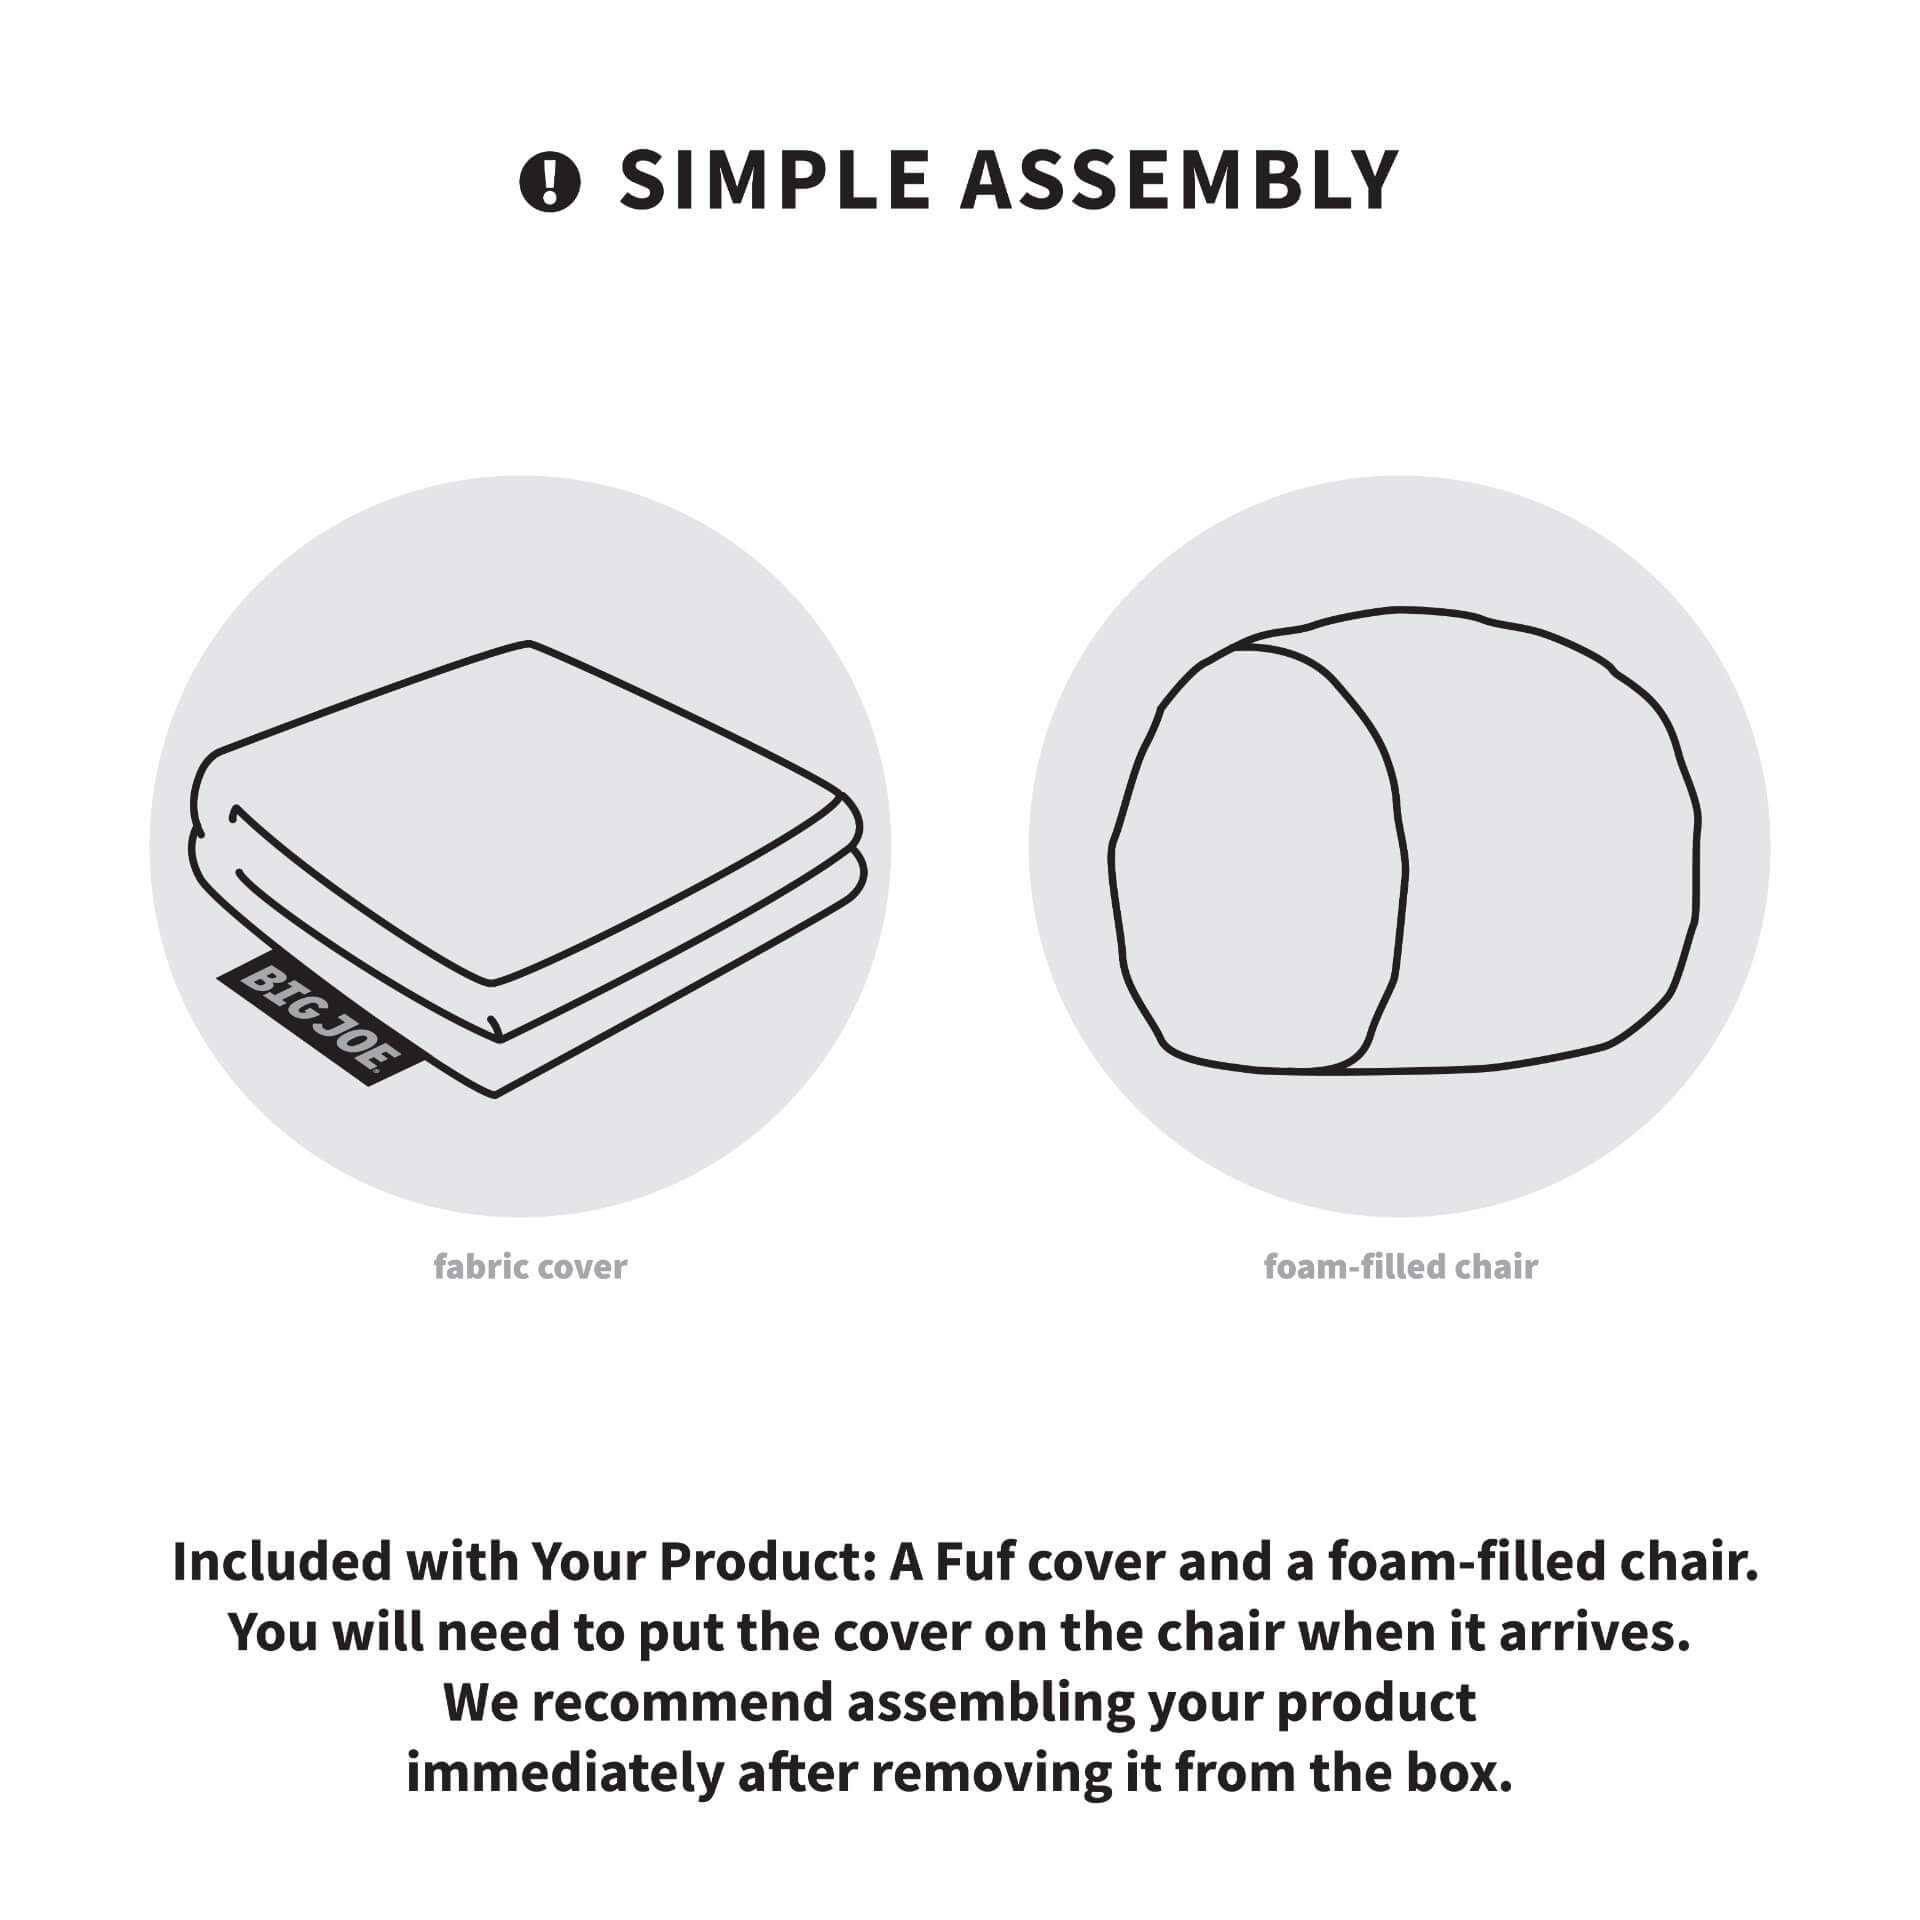 ! SIMPLE ASSEMBLY
BIG JOE
fabric cover
foam-filled chair
Included with Your Product: A Fuf cover and a foam-filled chair.
You will need to put the cover on the chair when it arrives.
We recommend assembling your product
immediately after removing it from the box.